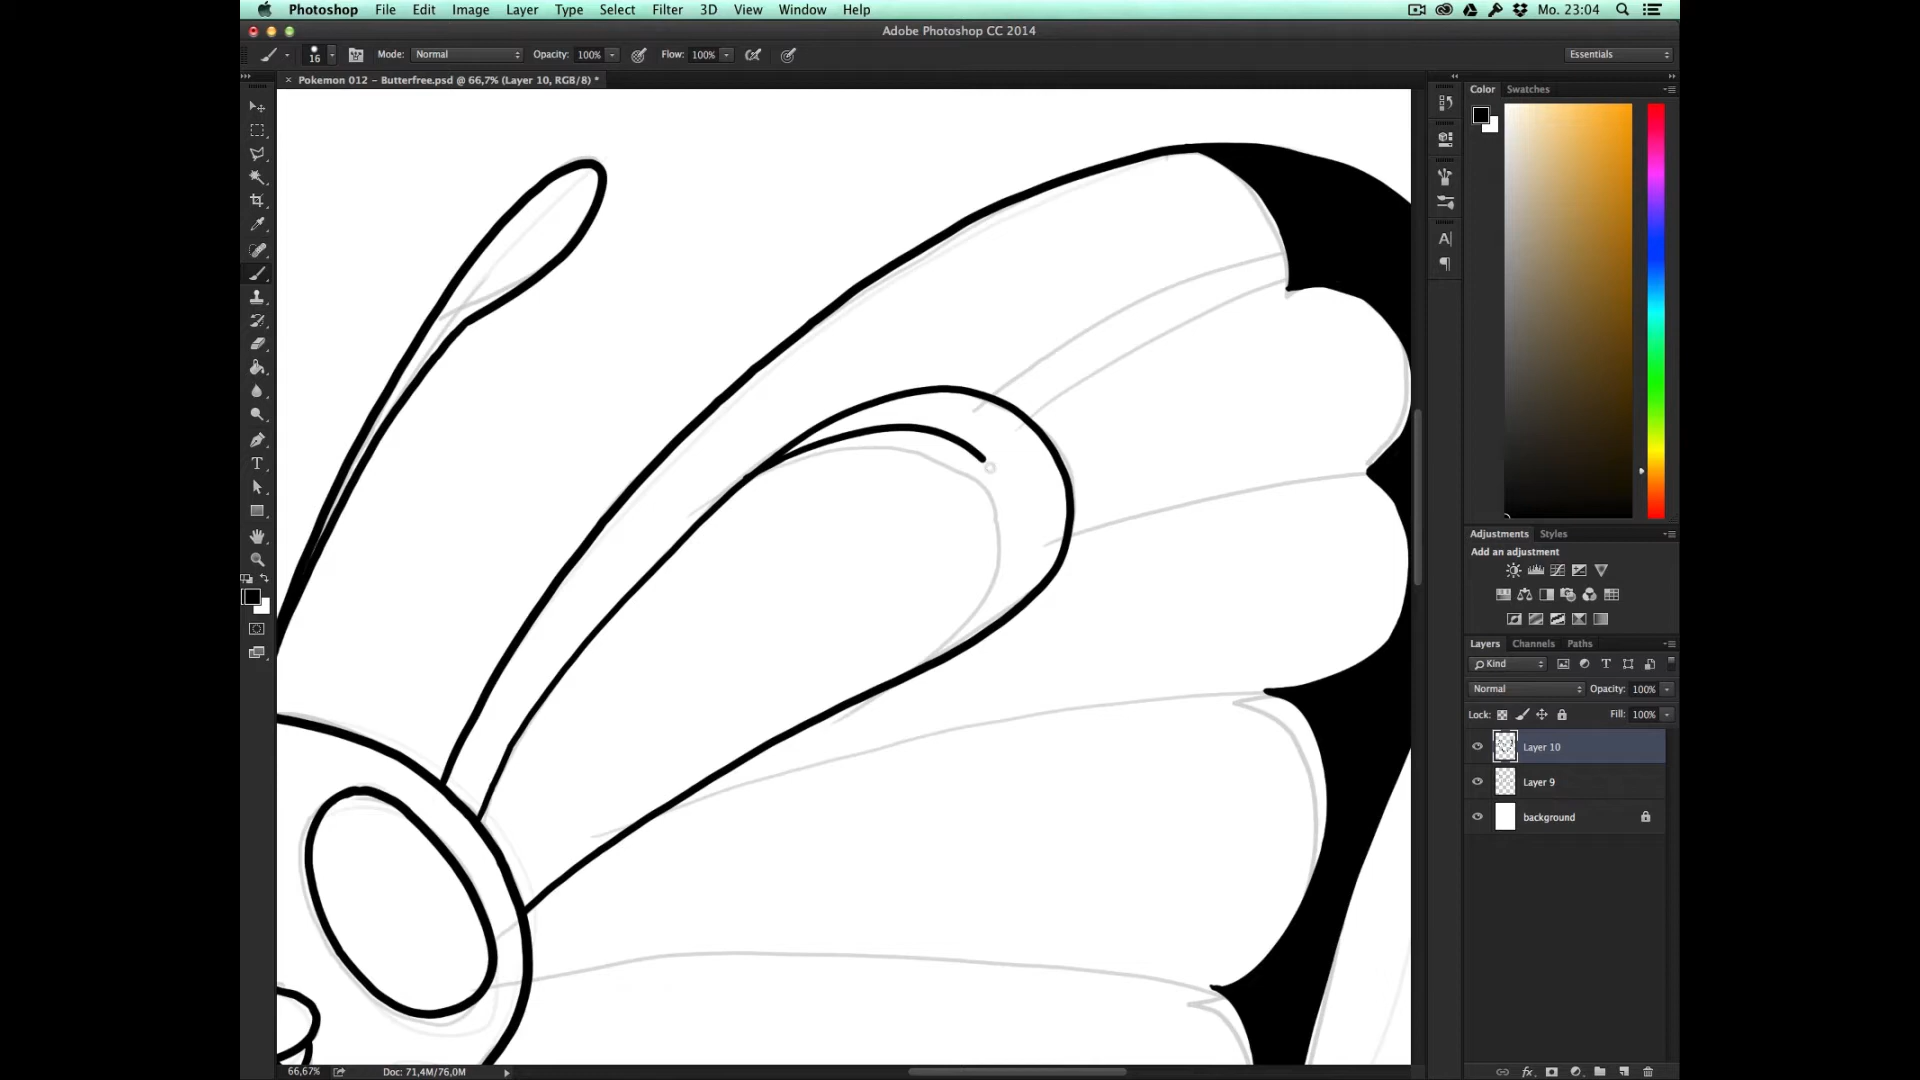 Photoshop File Edit Image Layer Type Select Filter 3D View Window Help Mo. 23:04
Adobe Photoshop CC 2014
16 Mode: Normal Opacity: 100% Flow: 100% Essentials
× Pokemon 012 – Butterfree.psd @ 66,7% (Layer 10, RGB/8) *
Color Swatches
A|
¶
T
Adjustments Styles
Add an adjustment
Layers Channels Paths
Kind T
Normal Opacity: 100%
Lock: Fill: 100%
Layer 10
Layer 9
background
66,67% Doc: 71,4M/76,0M fx